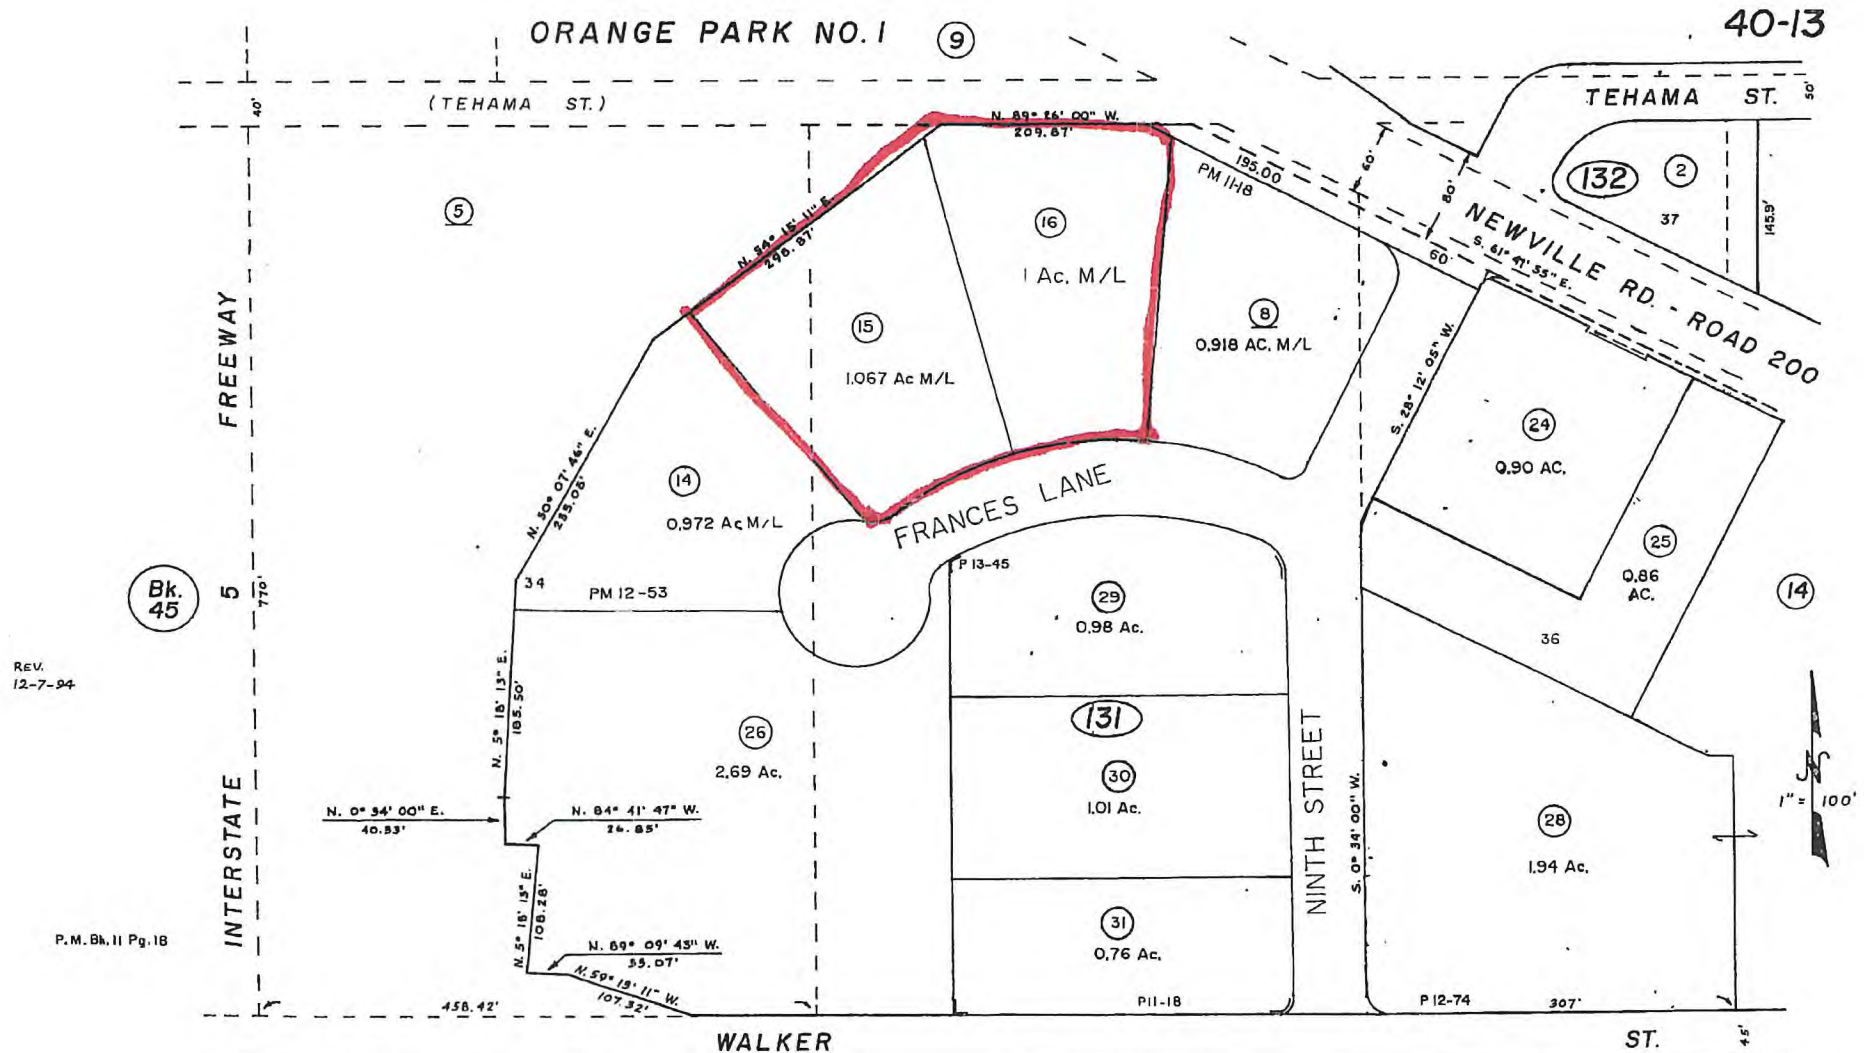 40-13
ORANGE PARK NO. 1
9
TEHAMA ST.
50'
(TEHAMA ST.)
40'
N. 89° 26' 00" W.
209.87'
195.00
PM 11-18
60'
80'
132
2
37
145.9'
5
16
1 Ac. M/L
NEWVILLE RD. - ROAD 200
S. 61° 41' 55" E.
60'
N. 54° 15' 11" E.
298.87'
15
1.067 Ac M/L
8
0.918 AC. M/L
S. 28° 12' 05" W.
24
0.90 AC.
INTERSTATE 5 FREEWAY
770'
N. 30° 07' 46" E.
14
0.972 Ac M/L
FRANCES LANE
25
0.86
AC.
36
14
Bk.
45
34
PM 12-53
P 13-45
29
0.98 Ac.
REV.
12-7-94
N. 5° 18' 13" E.
185.50'
26
2.69 Ac.
131
30
1.01 Ac.
NINTH STREET
S. 0° 34' 00" W.
28
1.94 Ac.
1" = 100'
N. 0° 34' 00" E.
40.53'
N. 84° 41' 47" W.
26.85'
N. 5° 18' 13" E.
108.28'
31
0.76 Ac.
P.M. Bk. 11 Pg. 18
N. 89° 09' 43" W.
N. 59° 19' 11" W.
107.32'
458.42'
P11-18
P 12-74
307'
WALKER ST.
45'